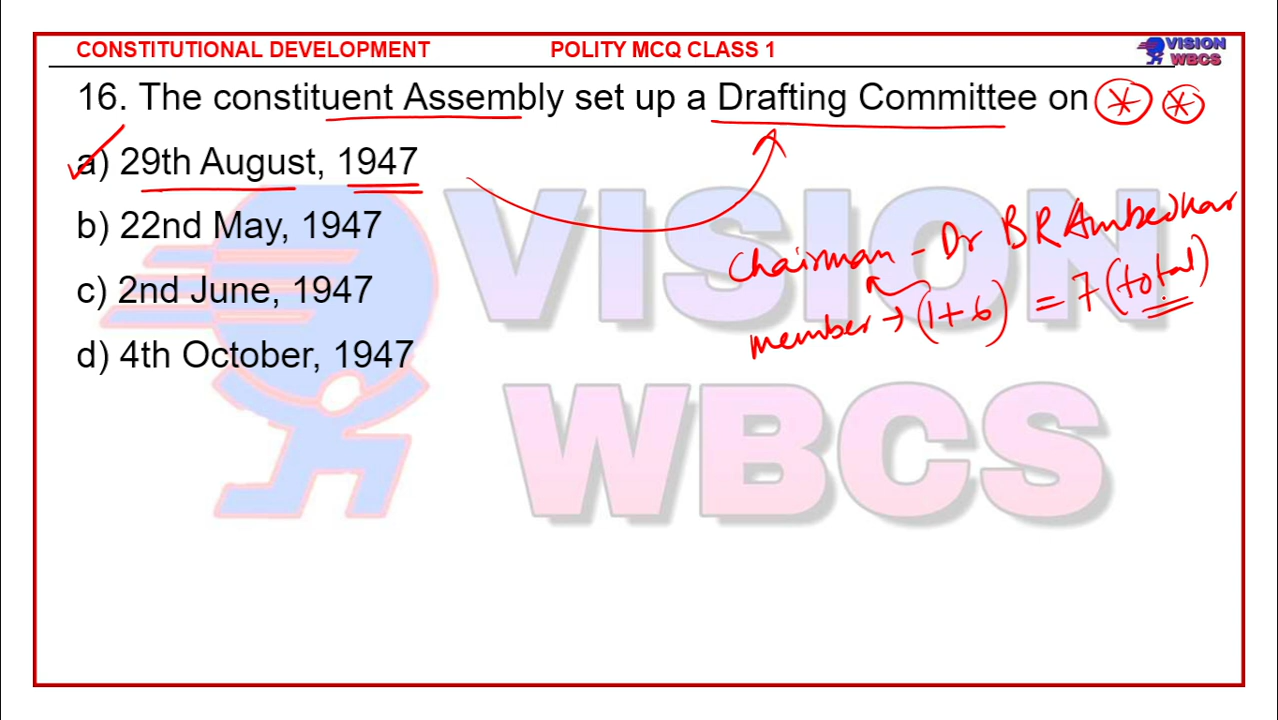 CONSTITUTIONAL DEVELOPMENT POLITY MCQ CLASS 1 VISION WBCS
16. The constituent Assembly set up a Drafting Committee on
a) 29th August, 1947
b) 22nd May, 1947
c) 2nd June, 1947
d) 4th October, 1947
Chairman - Dr B R Ambedkar
member → (1+6) = 7 (total)
VISION
WBCS